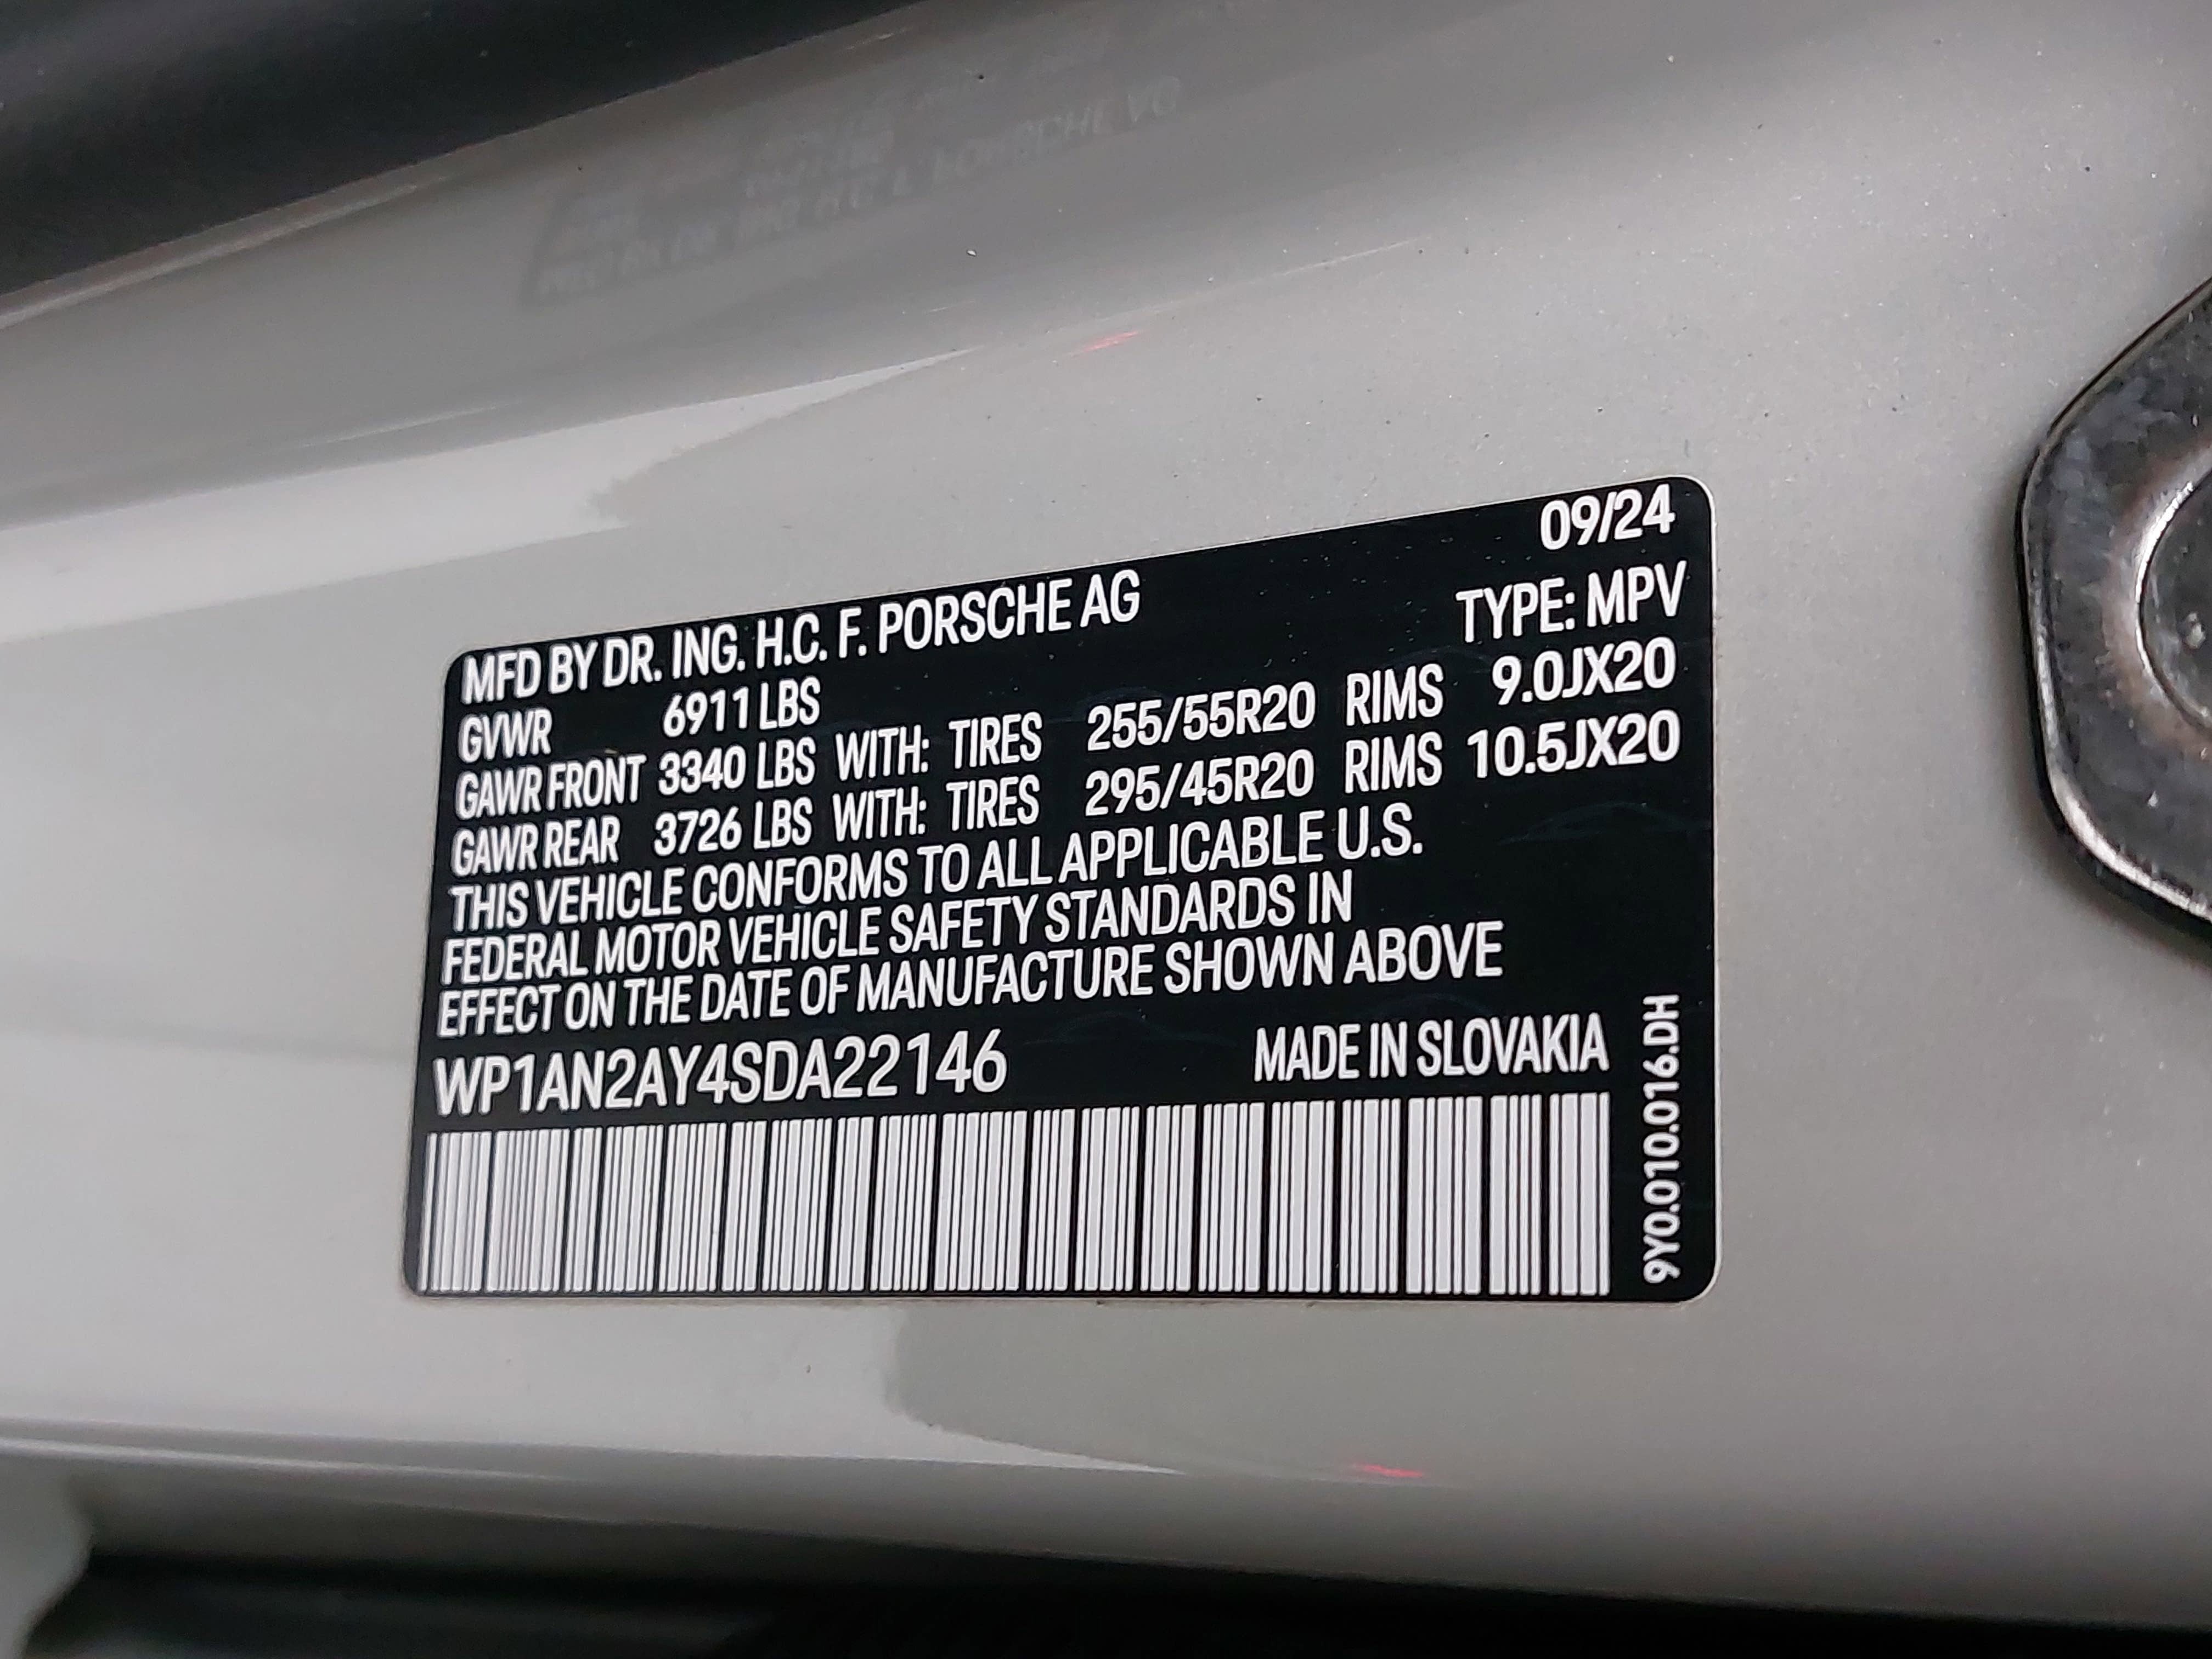 09/24
MFD BY DR. ING. H.C. F. PORSCHE AG
TYPE: MPV
GVWR 6911 LBS
GAWR FRONT 3340 LBS WITH: TIRES 255/55R20 RIMS 9.0JX20
GAWR REAR 3726 LBS WITH: TIRES 295/45R20 RIMS 10.5JX20
THIS VEHICLE CONFORMS TO ALL APPLICABLE U.S.
FEDERAL MOTOR VEHICLE SAFETY STANDARDS IN
EFFECT ON THE DATE OF MANUFACTURE SHOWN ABOVE
WP1AN2AY4SDA22146 MADE IN SLOVAKIA
9Y0.010.016.DH